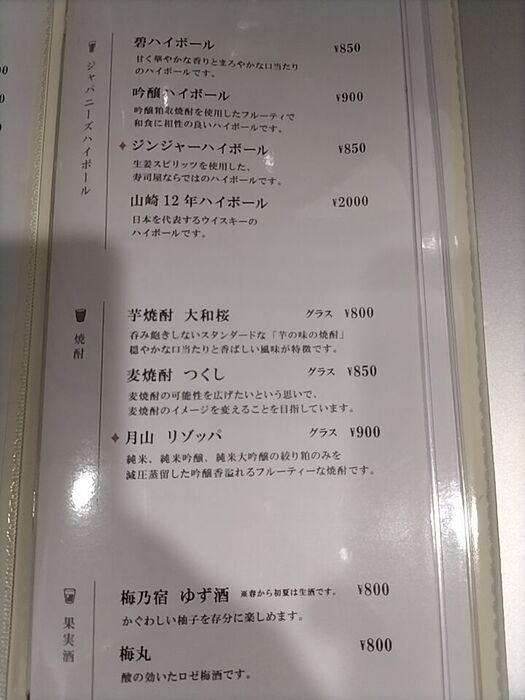 ジャパニーズハイボール
碧ハイボール ¥850
甘く華やかな香りとまろやかな口当たり
のハイボールです。
吟醸ハイボール ¥900
吟醸粕取焼酎を使用したフルーティで
和食に相性の良いハイボールです。
✦ジンジャーハイボール ¥850
生姜スピリッツを使用した、
寿司屋ならではのハイボールです。
山崎12年ハイボール ¥2000
日本を代表するウイスキーの
ハイボールです。
焼酎
芋焼酎 大和桜 グラス ¥800
呑み飽きしないスタンダードな「芋の味の焼酎」
穏やかな口当たりと香ばしい風味が特徴です。
麦焼酎 つくし グラス ¥850
麦焼酎の可能性を広げたいという思いで、
麦焼酎のイメージを変えることを目指しています。
✦月山 リゾッパ グラス ¥900
純米、純米吟醸、純米大吟醸の絞り粕のみを
減圧蒸留した吟醸香溢れるフルーティーな焼酎です。
果実酒
梅乃宿 ゆず酒 ※春から初夏は生酒です。 ¥800
かぐわしい柚子を存分に楽しめます。
梅丸 ¥800
酸の効いたロゼ梅酒です。